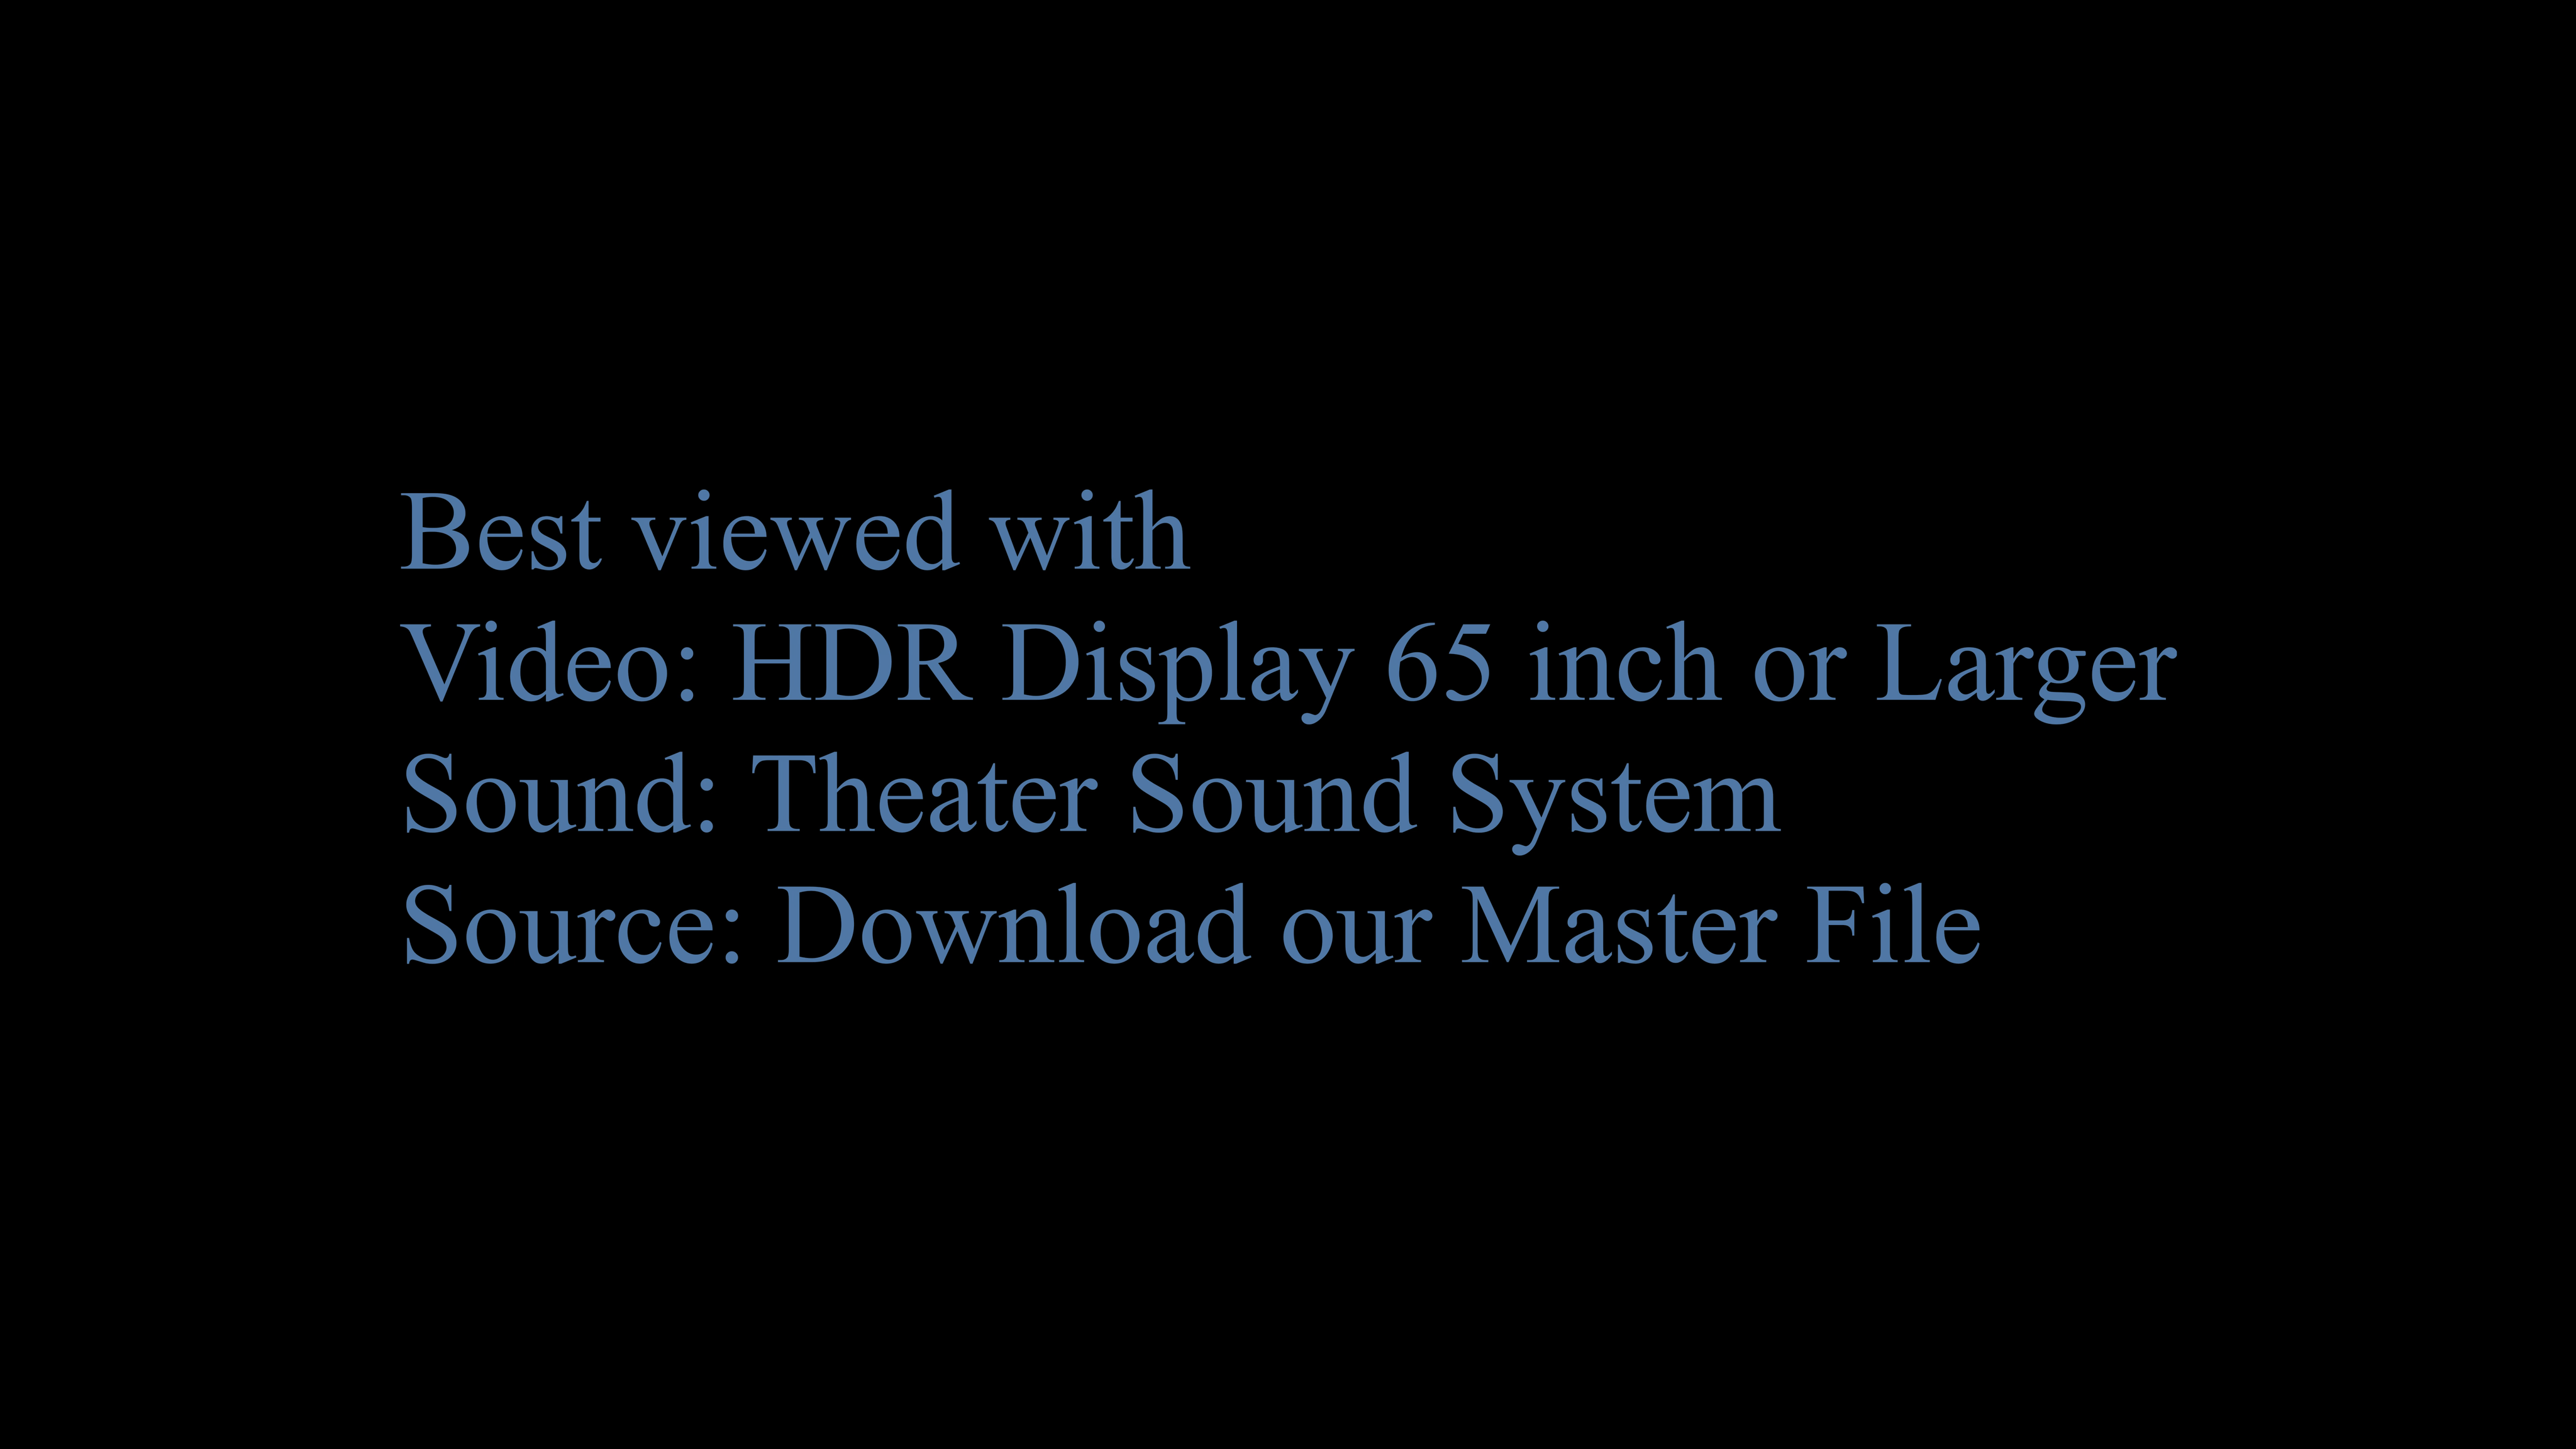 Best viewed with
Video: HDR Display 65 inch or Larger
Sound: Theater Sound System
Source: Download our Master File